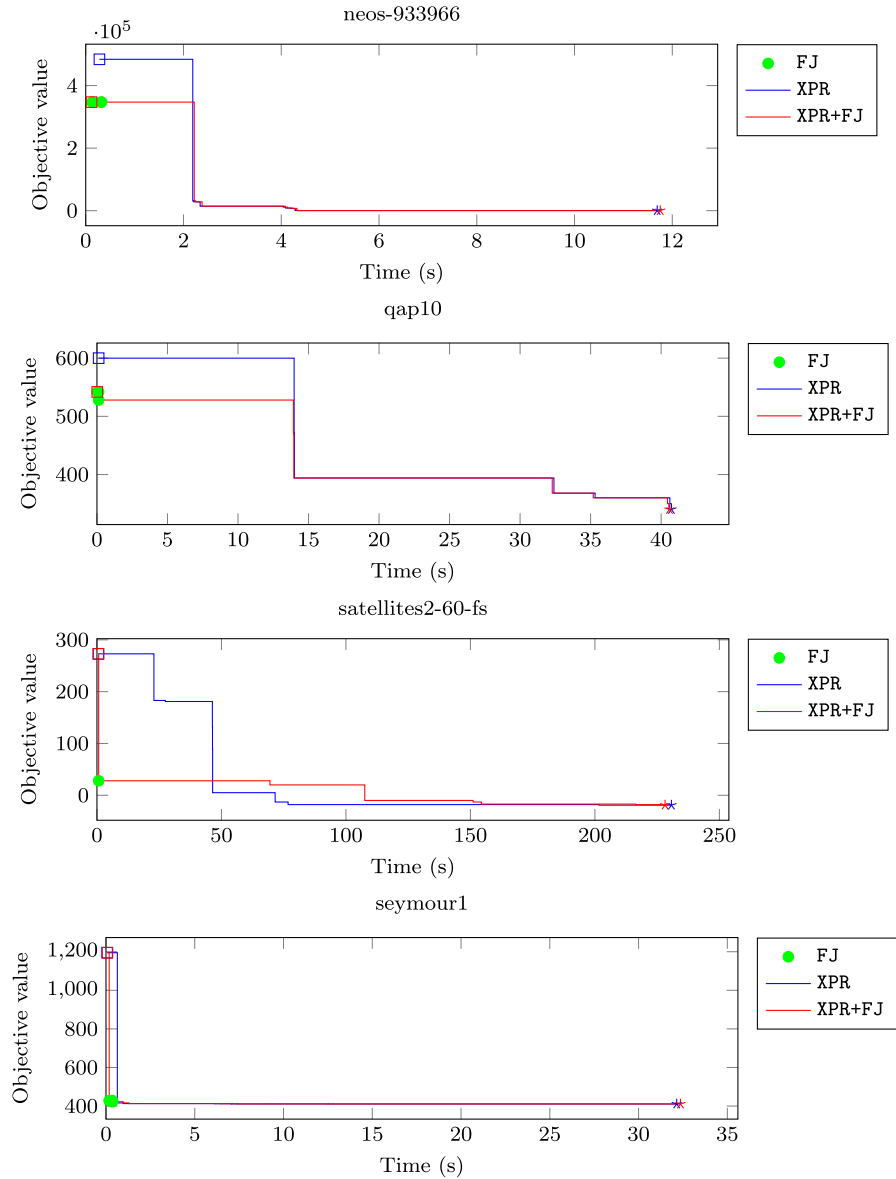 neos-933966
·10⁵
Objective value
4
2
0
0 2 4 6 8 10 12
Time (s)
FJ
XPR
XPR+FJ
qap10
Objective value
600
500
400
0 5 10 15 20 25 30 35 40
Time (s)
FJ
XPR
XPR+FJ
satellites2-60-fs
Objective value
300
200
100
0
0 50 100 150 200 250
Time (s)
FJ
XPR
XPR+FJ
seymour1
Objective value
1,200
1,000
800
600
400
0 5 10 15 20 25 30 35
Time (s)
FJ
XPR
XPR+FJ